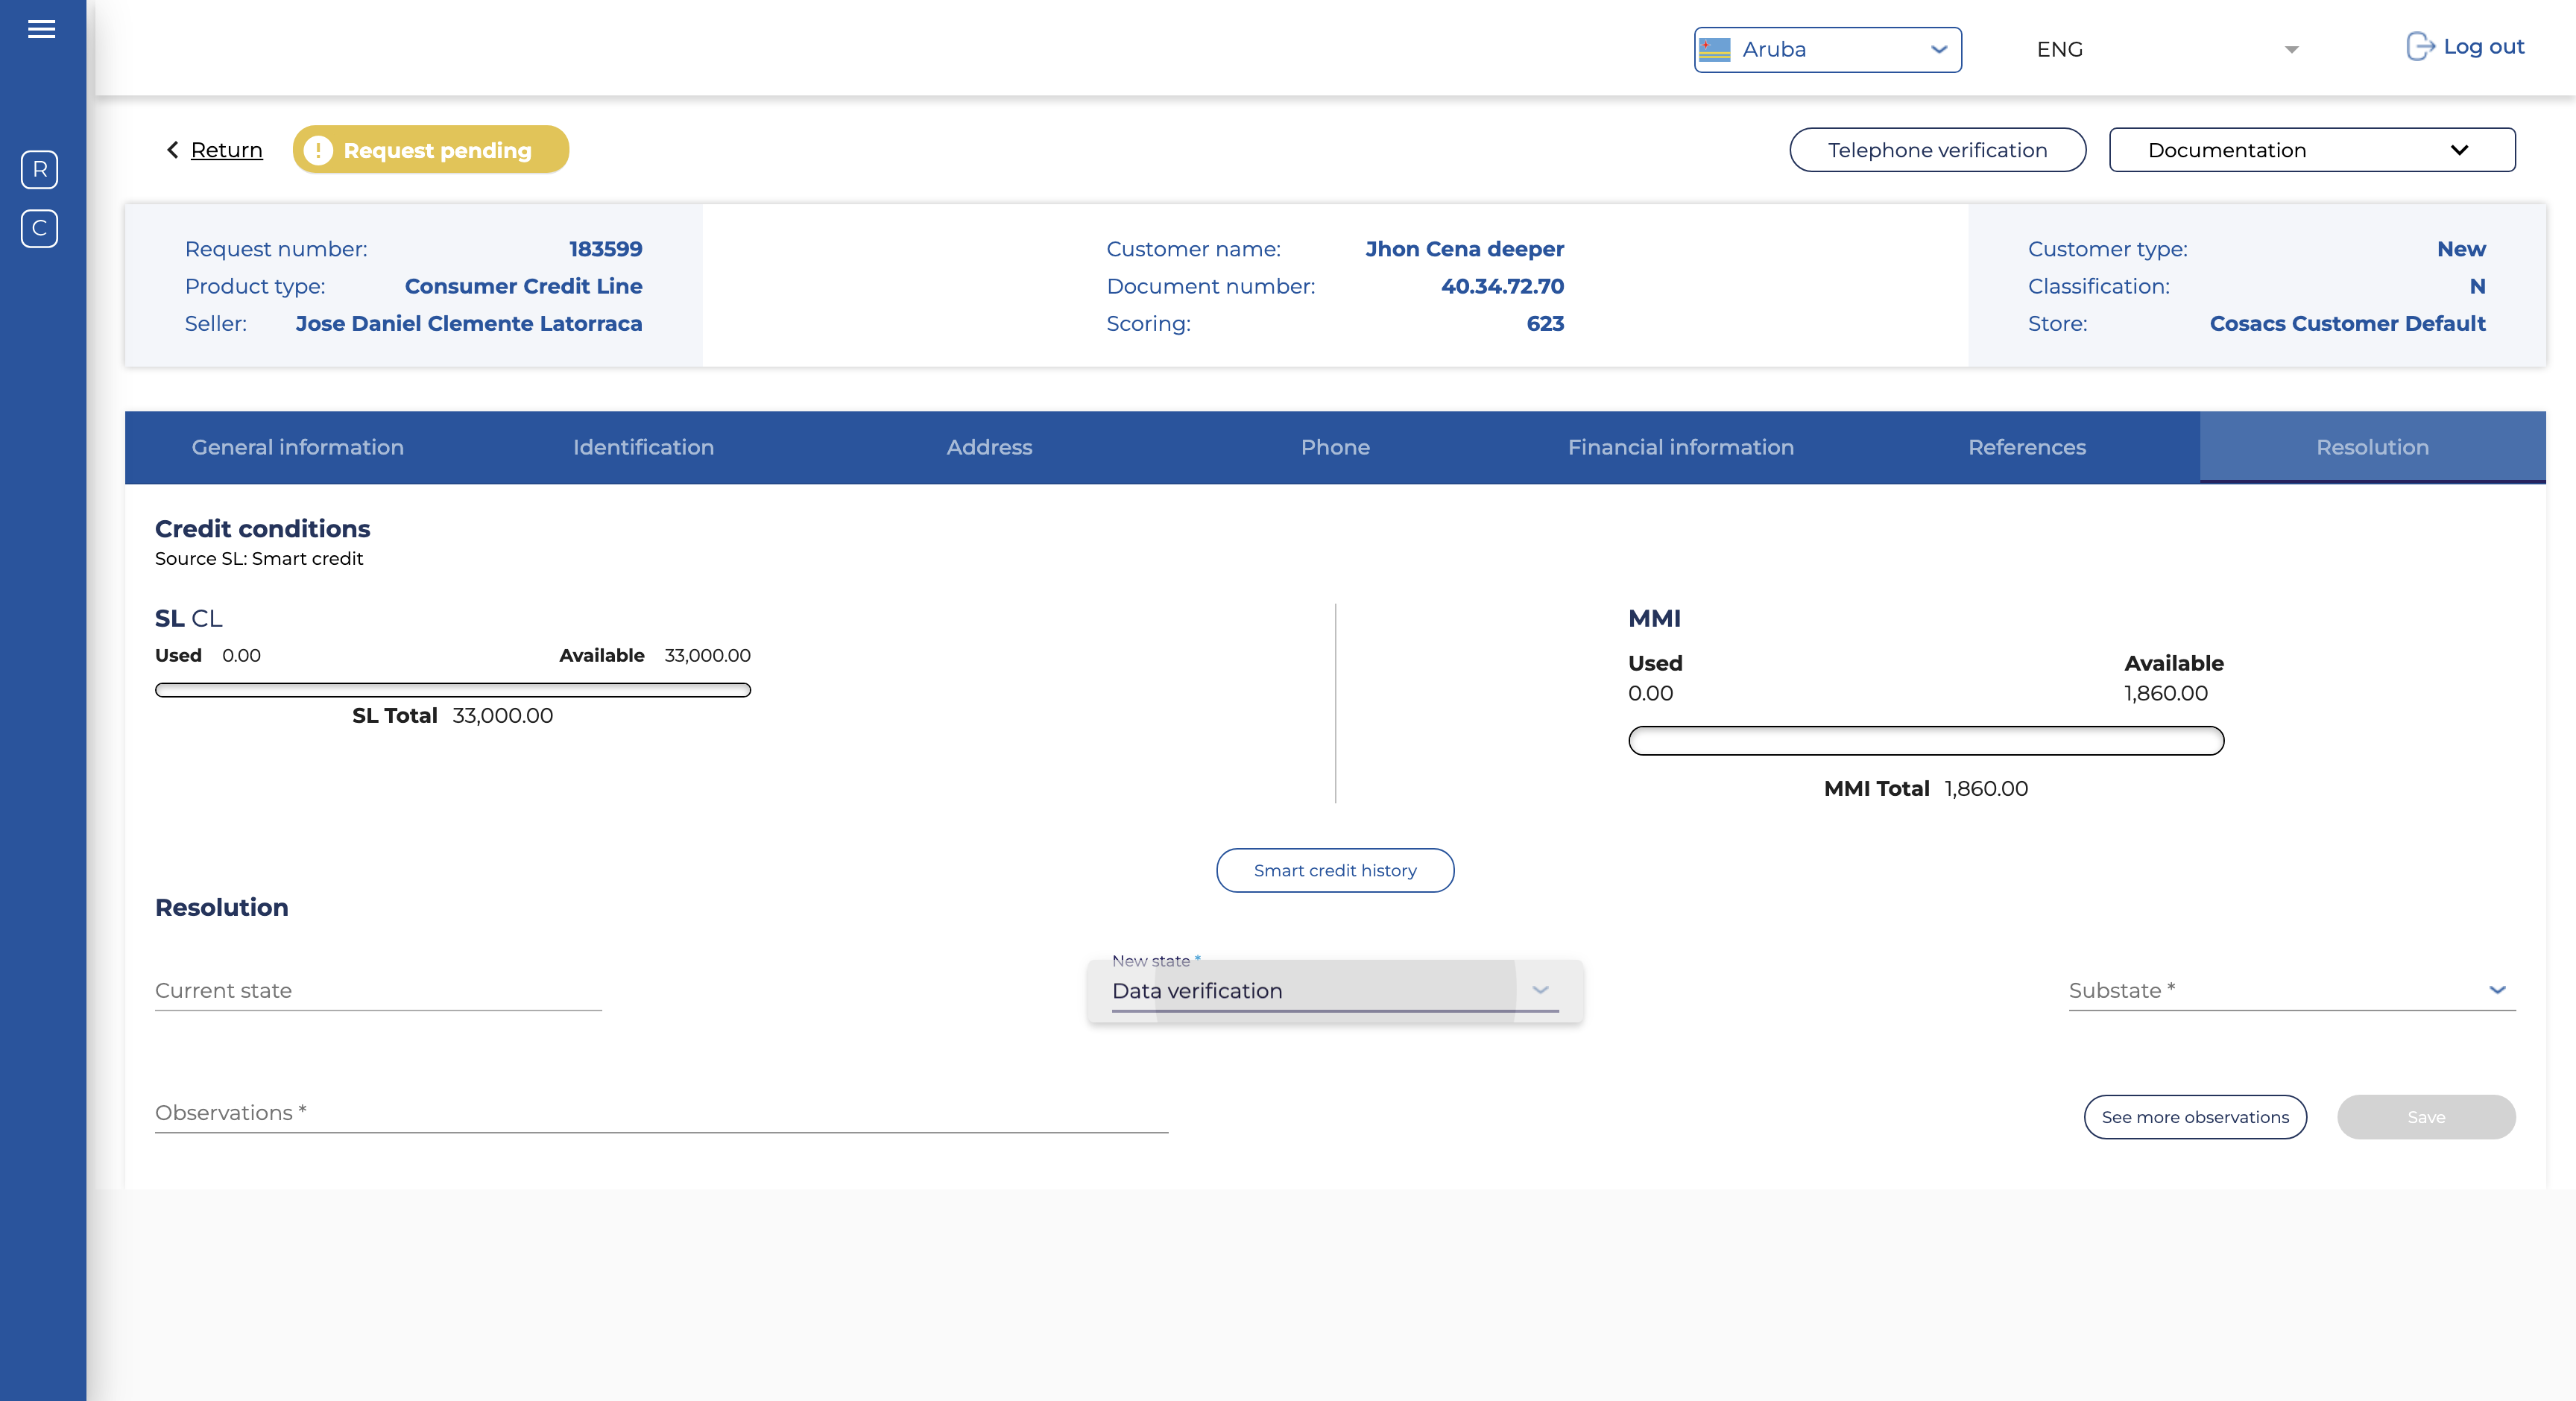 Aruba
ENG
Log out
R
C
Return
Request pending
Telephone verification
Documentation
Request number: 183599
Product type: Consumer Credit Line
Seller: Jose Daniel Clemente Latorraca
Customer name: Jhon Cena deeper
Document number: 40.34.72.70
Scoring: 623
Customer type: New
Classification: N
Store: Cosacs Customer Default
General information
Identification
Address
Phone
Financial information
References
Resolution
Credit conditions
Source SL: Smart credit
SL CL
Used 0.00 Available 33,000.00
SL Total 33,000.00
MMI
Used Available
0.00 1,860.00
MMI Total 1,860.00
Smart credit history
Resolution
Current state
New state *
Data verification
Substate *
Observations *
See more observations
Save